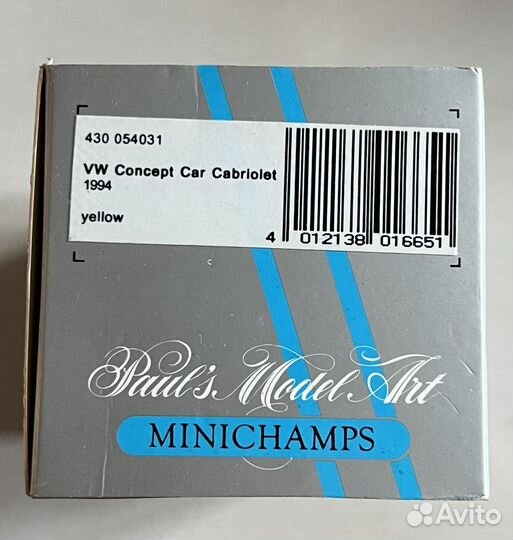 430 054031
VW Concept Car Cabriolet
1994
yellow
4 012138 016651
Paul's Model Art
MINICHAMPS
Avito